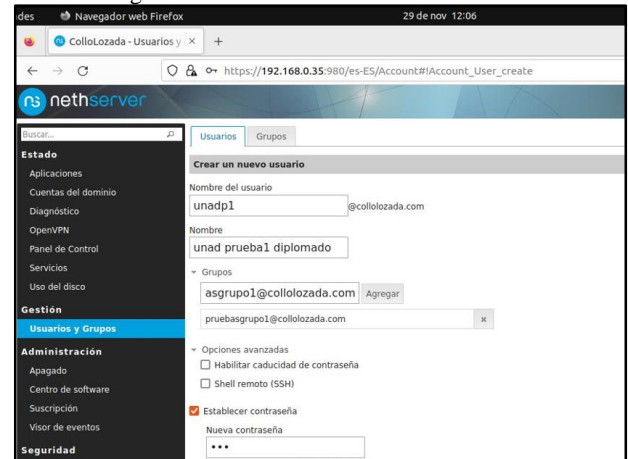 des Navegador web Firefox 29 de nov 12:06
ColloLozada - Usuarios y × +
https://192.168.0.35:980/es-ES/Account#!Account_User_create
ns nethserver
Buscar...
Usuarios Grupos
Estado
Crear un nuevo usuario
Aplicaciones
Cuentas del dominio
Nombre del usuario
Diagnóstico
unadp1 @collolozada.com
OpenVPN
Nombre
Panel de Control
unad prueba1 diplomado
Servicios
Grupos
Uso del disco
asgrupo1@collolozada.com Agregar
Gestión
pruebasgrupo1@collolozada.com ×
Usuarios y Grupos
Administración
Opciones avanzadas
Habilitar caducidad de contraseña
Apagado
Shell remoto (SSH)
Centro de software
Suscripción
Establecer contraseña
Visor de eventos
Nueva contraseña
Seguridad
•••